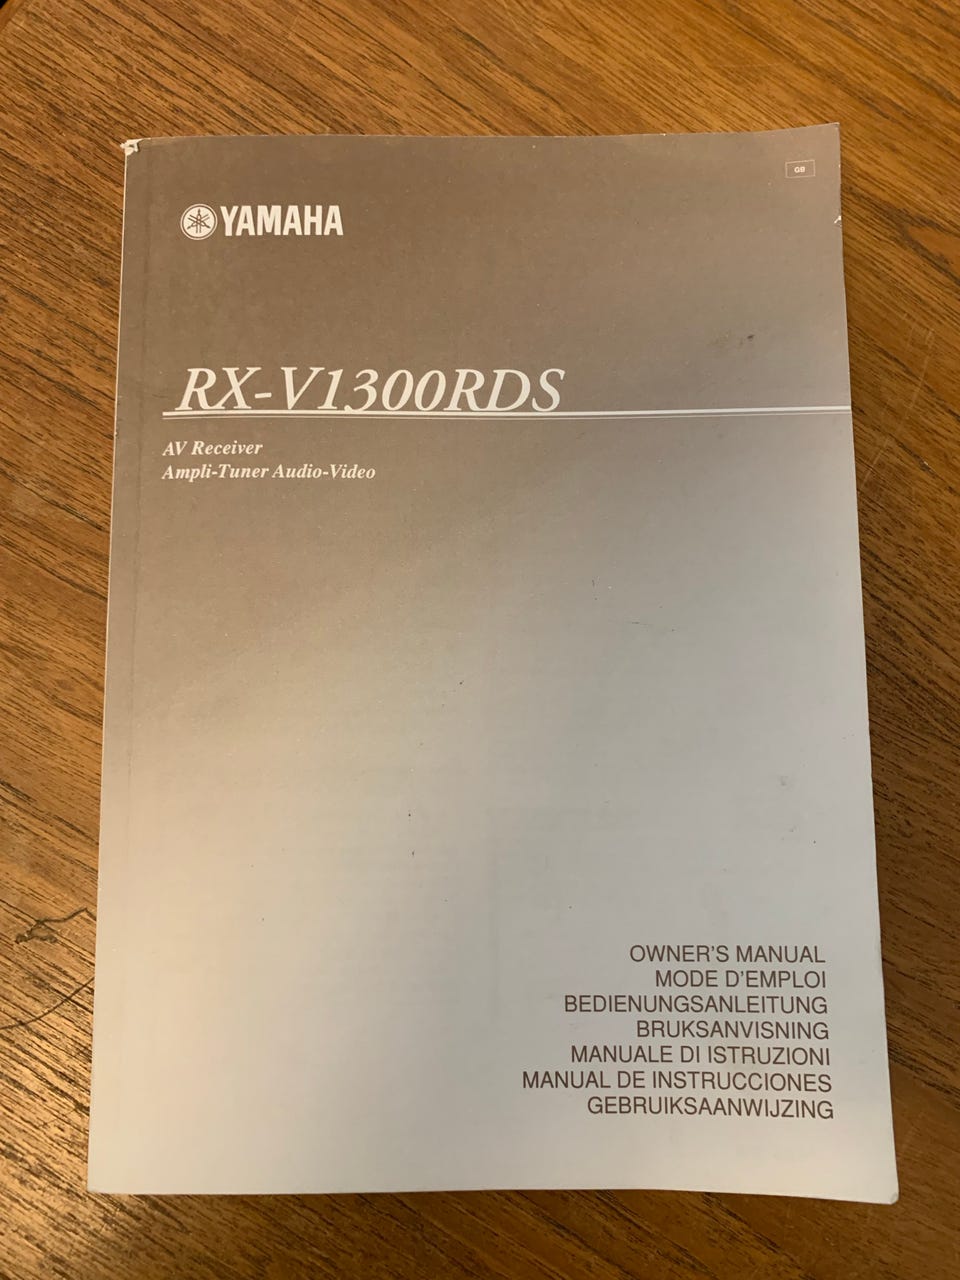 GB
YAMAHA
RX-V1300RDS
AV Receiver
Ampli-Tuner Audio-Video
OWNER'S MANUAL
MODE D'EMPLOI
BEDIENUNGSANLEITUNG
BRUKSANVISNING
MANUALE DI ISTRUZIONI
MANUAL DE INSTRUCCIONES
GEBRUIKSAANWIJZING